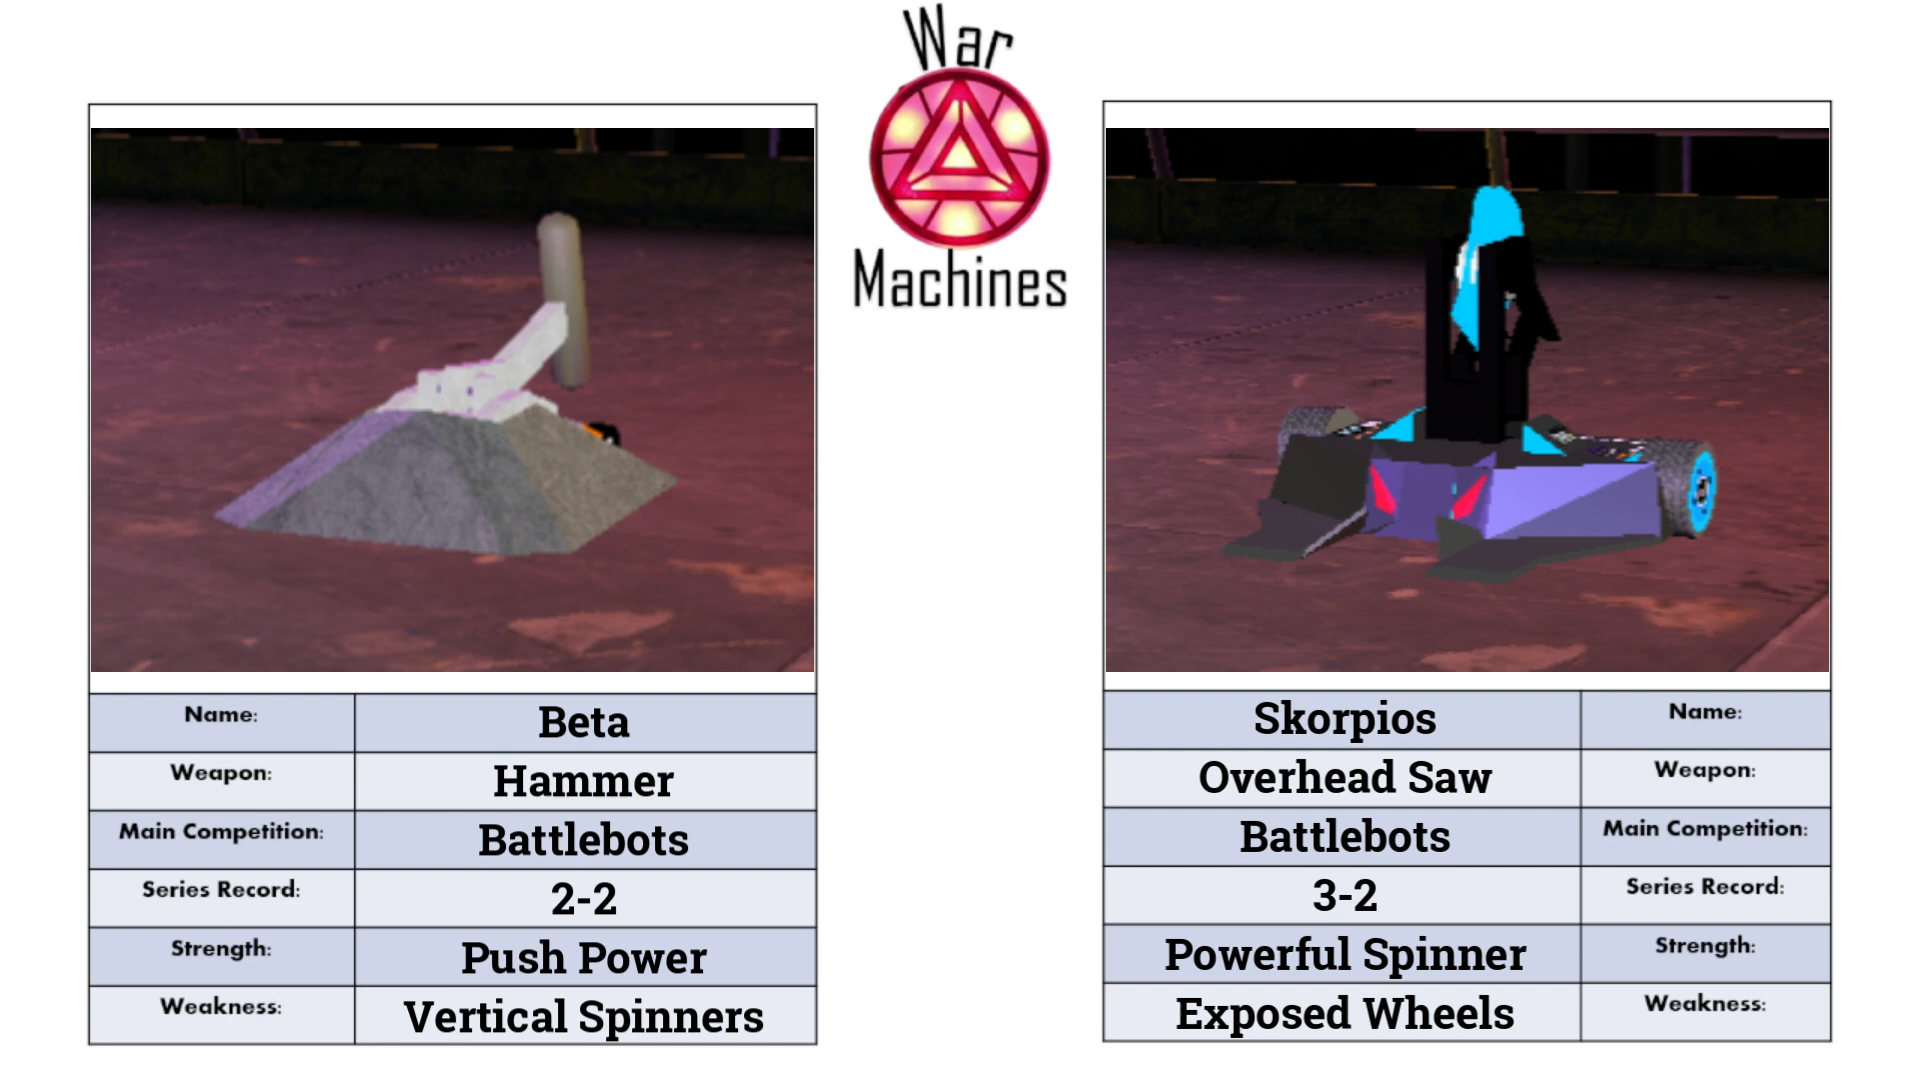 War
Machines
Name: Beta
Weapon: Hammer
Main Competition: Battlebots
Series Record: 2-2
Strength: Push Power
Weakness: Vertical Spinners
Skorpios Name:
Overhead Saw Weapon:
Battlebots Main Competition:
3-2 Series Record:
Powerful Spinner Strength:
Exposed Wheels Weakness: